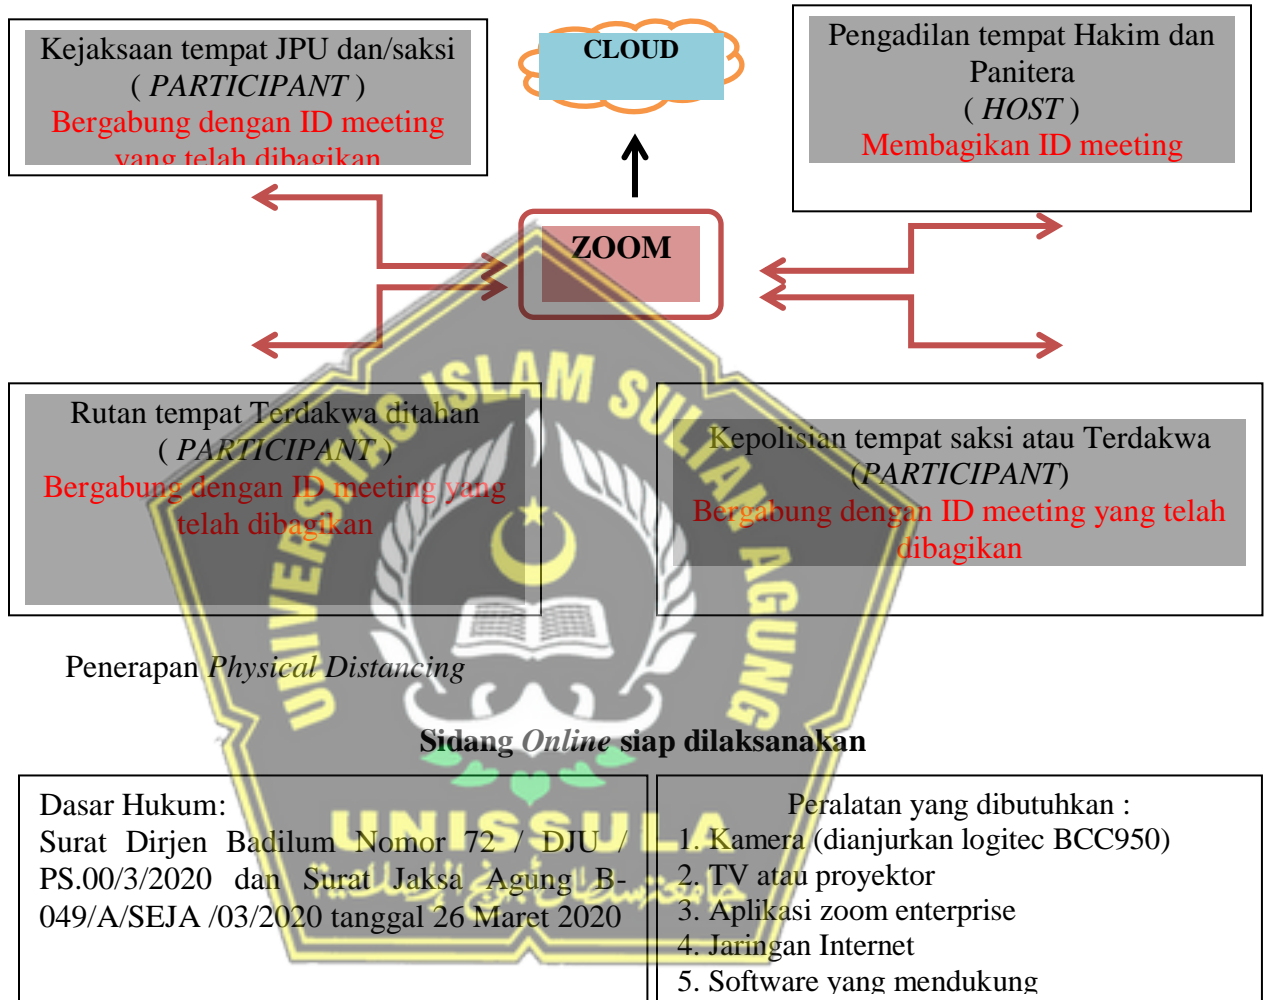 Kejaksaan tempat JPU dan/saksi
( PARTICIPANT )
Bergabung dengan ID meeting
yang telah dibagikan
CLOUD
Pengadilan tempat Hakim dan
Panitera
( HOST )
Membagikan ID meeting
ZOOM
Rutan tempat Terdakwa ditahan
( PARTICIPANT )
Bergabung dengan ID meeting yang
telah dibagikan
Kepolisian tempat saksi atau Terdakwa
(PARTICIPANT)
Bergabung dengan ID meeting yang telah
dibagikan
UNIVERSITAS ISLAM SULTAN AGUNG
Penerapan Physical Distancing
Sidang Online siap dilaksanakan
Dasar Hukum:
Surat Dirjen Badilum Nomor 72 / DJU /
PS.00/3/2020 dan Surat Jaksa Agung B-
049/A/SEJA /03/2020 tanggal 26 Maret 2020
UNISSULA
جامعتنسلطان أجونج الإسلامية
Peralatan yang dibutuhkan :
1. Kamera (dianjurkan logitec BCC950)
2. TV atau proyektor
3. Aplikasi zoom enterprise
4. Jaringan Internet
5. Software yang mendukung